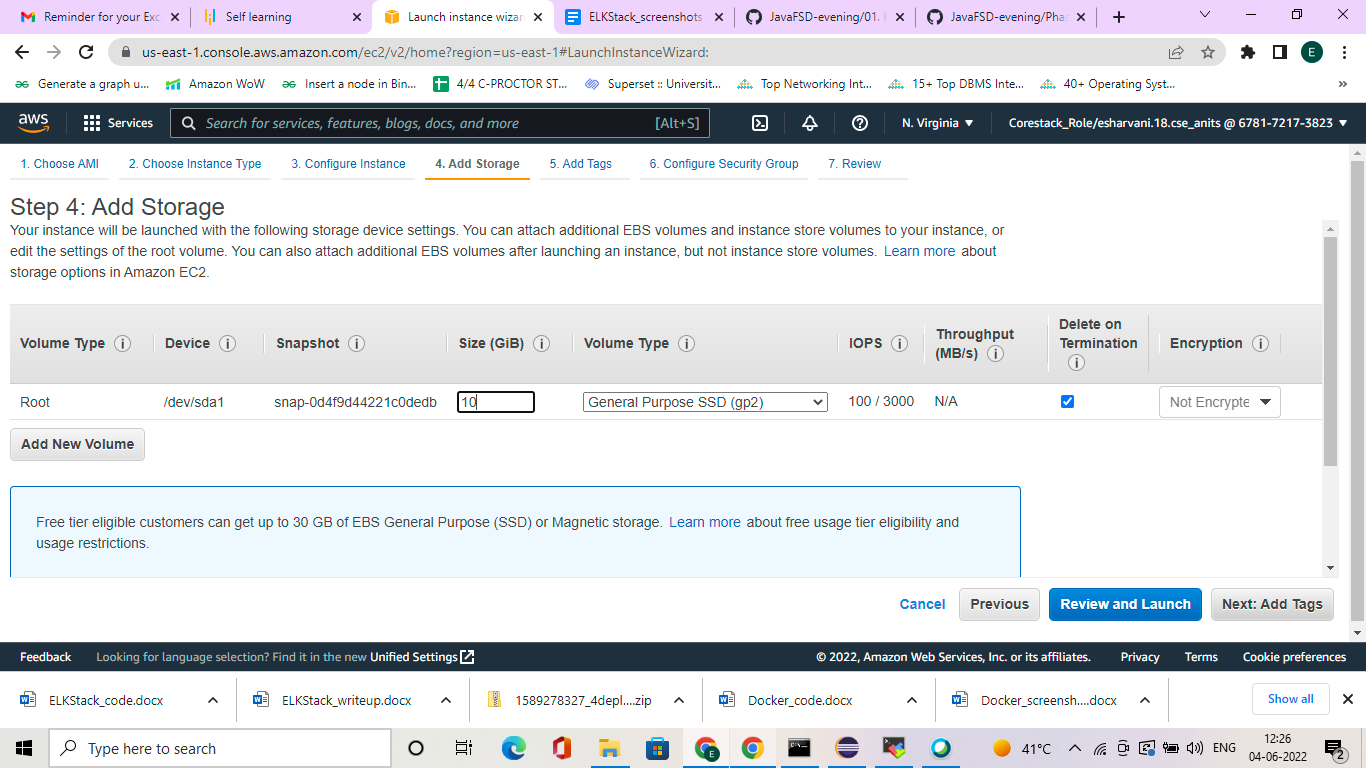 Reminder for your Exc
Self learning
Launch instance wizar
ELKStack_screenshots
JavaFSD-evening/01.
JavaFSD-evening/Pha
us-east-1.console.aws.amazon.com/ec2/v2/home?region=us-east-1#LaunchInstanceWizard:
E
Generate a graph u...
Amazon WoW
Insert a node in Bin...
4/4 C-PROCTOR ST...
Superset :: Universit...
Top Networking Int...
15+ Top DBMS Inte...
40+ Operating Syst...
aws
Services
Search for services, features, blogs, docs, and more
[Alt+S]
N. Virginia
Corestack_Role/esharvani.18.cse_anits @ 6781-7217-3823
1. Choose AMI
2. Choose Instance Type
3. Configure Instance
4. Add Storage
5. Add Tags
6. Configure Security Group
7. Review
Step 4: Add Storage
Your instance will be launched with the following storage device settings. You can attach additional EBS volumes and instance store volumes to your instance, or
edit the settings of the root volume. You can also attach additional EBS volumes after launching an instance, but not instance store volumes. Learn more about
storage options in Amazon EC2.
Volume Type
Device
Snapshot
Size (GiB)
Volume Type
IOPS
Throughput
(MB/s)
Delete on
Termination
Encryption
Root
/dev/sda1
snap-0d4f9d44221c0dedb
10
General Purpose SSD (gp2)
100 / 3000
N/A
Not Encrypte
Add New Volume
Free tier eligible customers can get up to 30 GB of EBS General Purpose (SSD) or Magnetic storage. Learn more about free usage tier eligibility and
usage restrictions.
Cancel
Previous
Review and Launch
Next: Add Tags
Feedback
Looking for language selection? Find it in the new Unified Settings
© 2022, Amazon Web Services, Inc. or its affiliates.
Privacy
Terms
Cookie preferences
ELKStack_code.docx
ELKStack_writeup.docx
1589278327_4depl....zip
Docker_code.docx
Docker_screensh....docx
Show all
Type here to search
41°C
ENG
12:26
04-06-2022
2